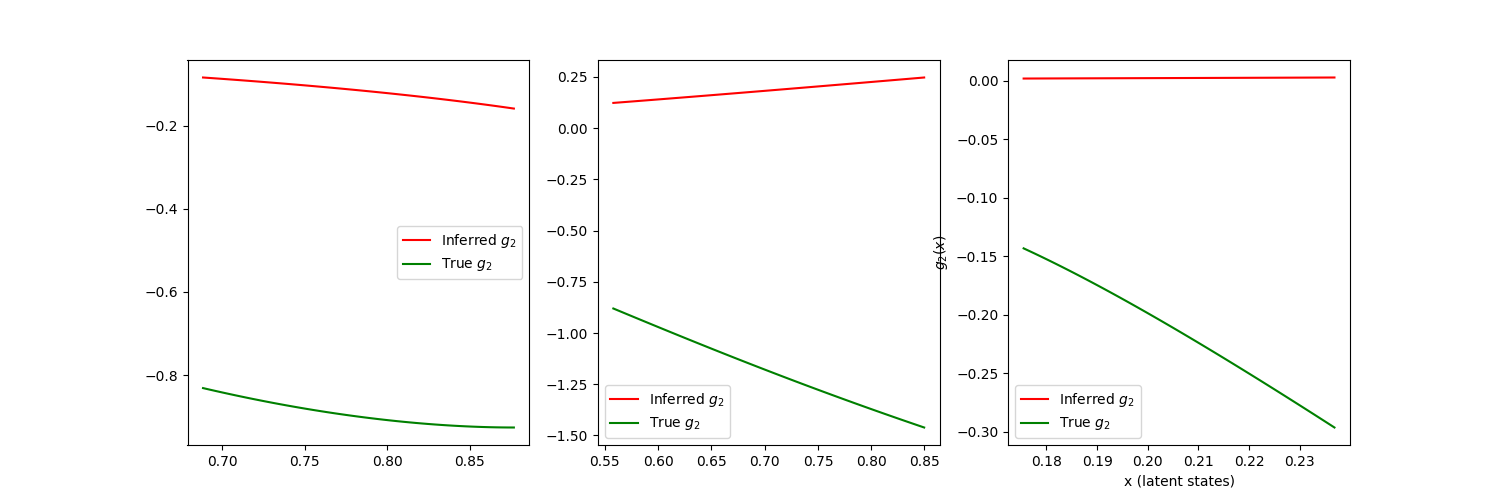 −0.2
−0.4
−0.6
−0.8
0.70 0.75 0.80 0.85
Inferred g₂
True g₂
0.25
0.00
−0.25
−0.50
−0.75
−1.00
−1.25
−1.50
0.55 0.60 0.65 0.70 0.75 0.80 0.85
Inferred g₂
True g₂
g₂(x)
0.00
−0.05
−0.10
−0.15
−0.20
−0.25
−0.30
0.18 0.19 0.20 0.21 0.22 0.23
x (latent states)
Inferred g₂
True g₂